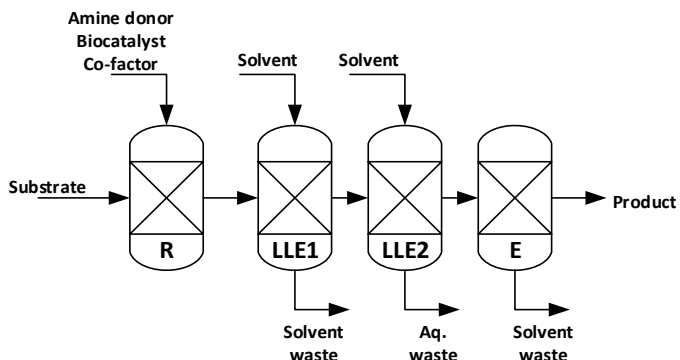 Amine donor
Biocatalyst
Co-factor
Solvent
Solvent
Substrate
Product
R
LLE1
LLE2
E
Solvent
waste
Aq.
waste
Solvent
waste